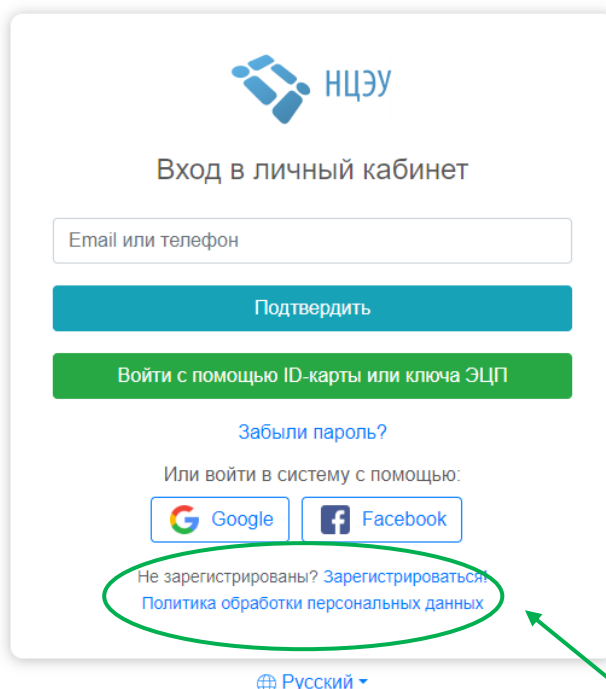 НЦЭУ
Вход в личный кабинет
Email или телефон
Подтвердить
Войти с помощью ID-карты или ключа ЭЦП
Забыли пароль?
Или войти в систему с помощью:
Google Facebook
Не зарегистрированы? Зарегистрироваться!
Политика обработки персональных данных
Русский